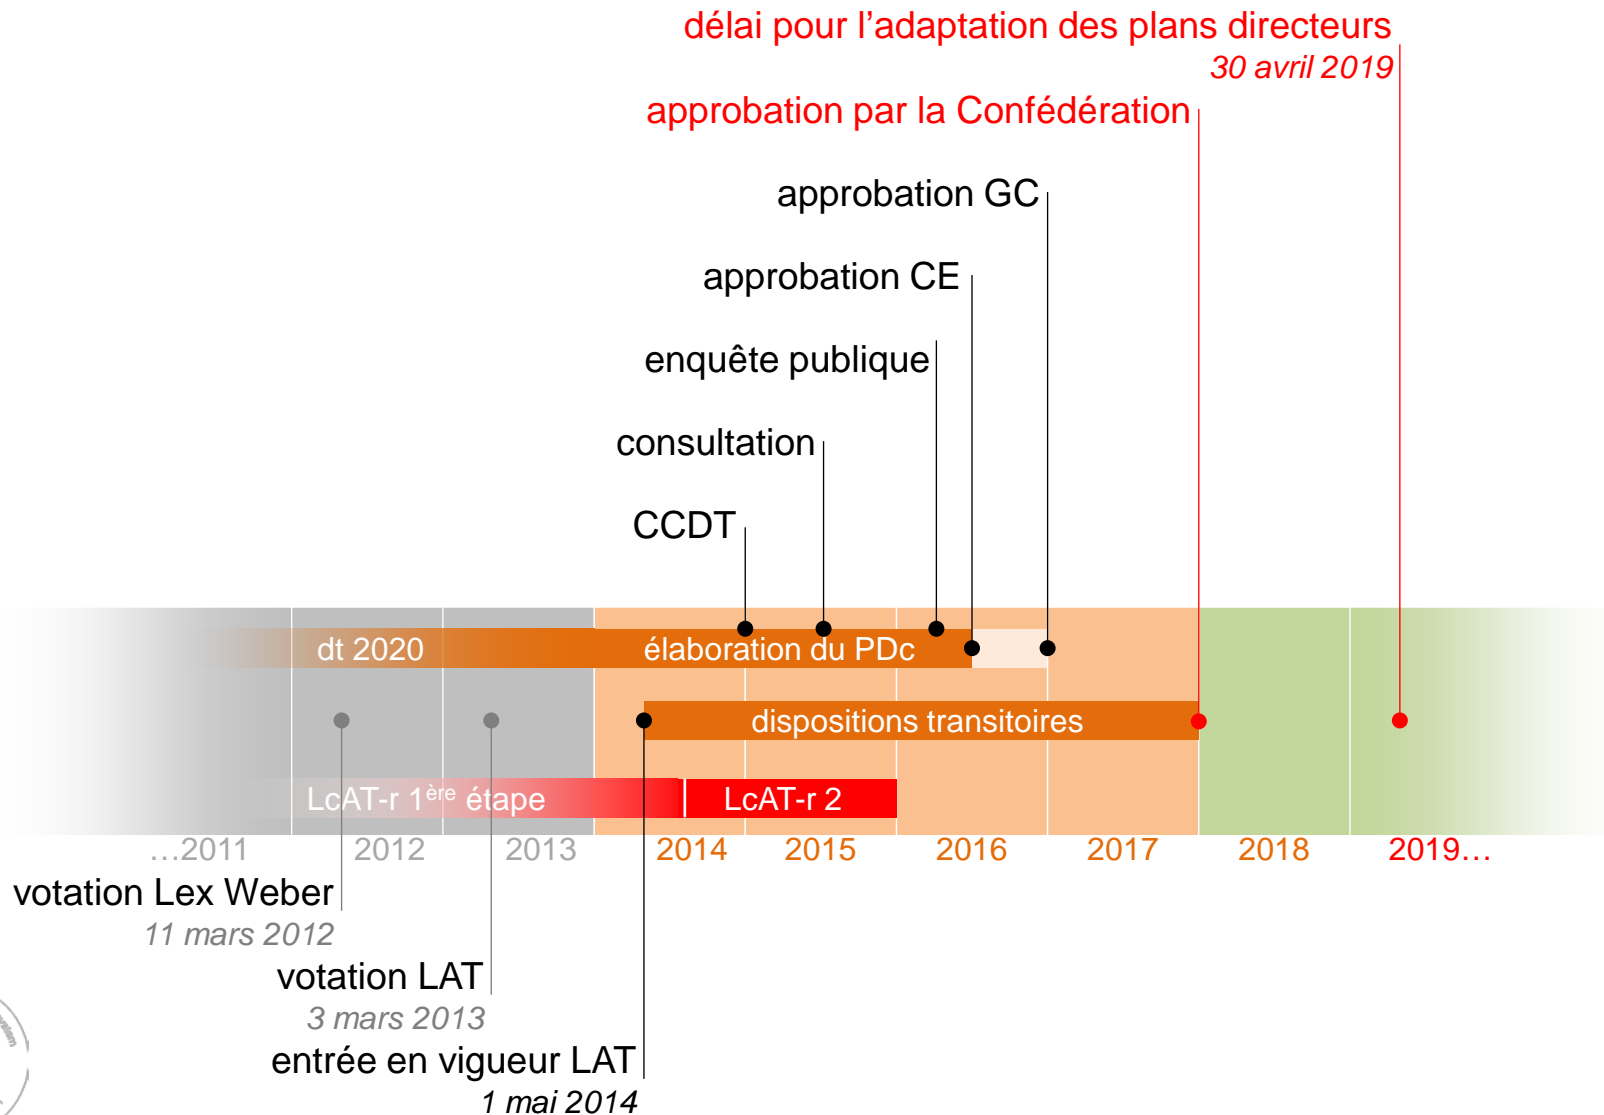 délai pour l’adaptation des plans directeurs
30 avril 2019
approbation par la Confédération
approbation GC
approbation CE
enquête publique
consultation
CCDT
dt 2020
élaboration du PDc
dispositions transitoires
LcAT-r 1ère étape
LcAT-r 2
…2011 2012 2013 2014 2015 2016 2017 2018 2019…
votation Lex Weber
11 mars 2012
votation LAT
3 mars 2013
entrée en vigueur LAT
1 mai 2014